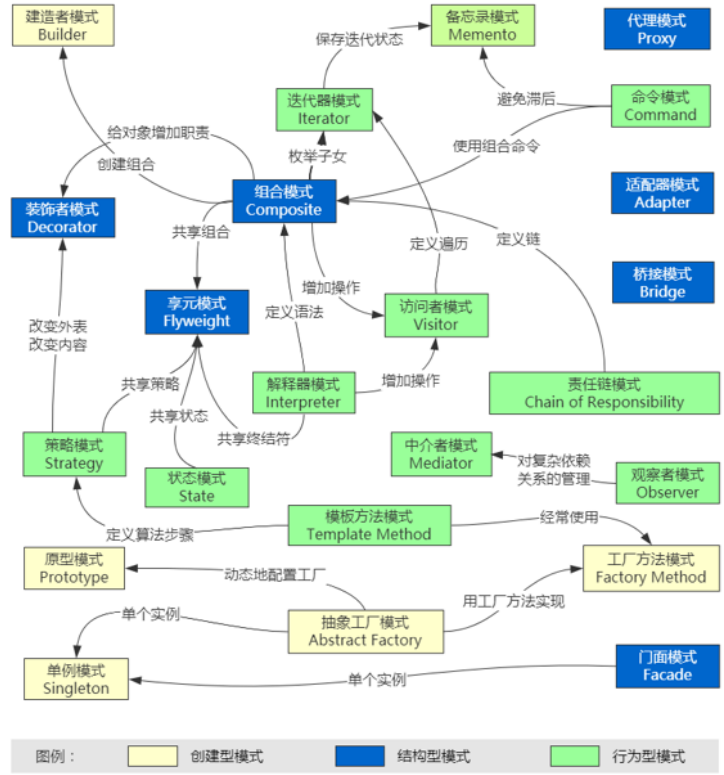 建造者模式
Builder
备忘录模式
Memento
代理模式
Proxy
保存迭代状态
迭代器模式
Iterator
避免滞后
命令模式
Command
给对象增加职责
创建组合
枚举子女
使用组合命令
组合模式
Composite
装饰者模式
Decorator
适配器模式
Adapter
共享组合
定义遍历
定义链
增加操作
桥接模式
Bridge
享元模式
Flyweight
定义语法
访问者模式
Visitor
改变外表
改变内容
共享策略
解释器模式
Interpreter
增加操作
责任链模式
Chain of Responsibility
共享状态
共享终结符
策略模式
Strategy
中介者模式
Mediator
对复杂依赖
关系的管理
状态模式
State
观察者模式
Observer
定义算法步骤
模板方法模式
Template Method
经常使用
原型模式
Prototype
动态地配置工厂
工厂方法模式
Factory Method
单个实例
抽象工厂模式
Abstract Factory
用工厂方法实现
单例模式
Singleton
单个实例
门面模式
Facade
图例：
创建型模式
结构型模式
行为型模式